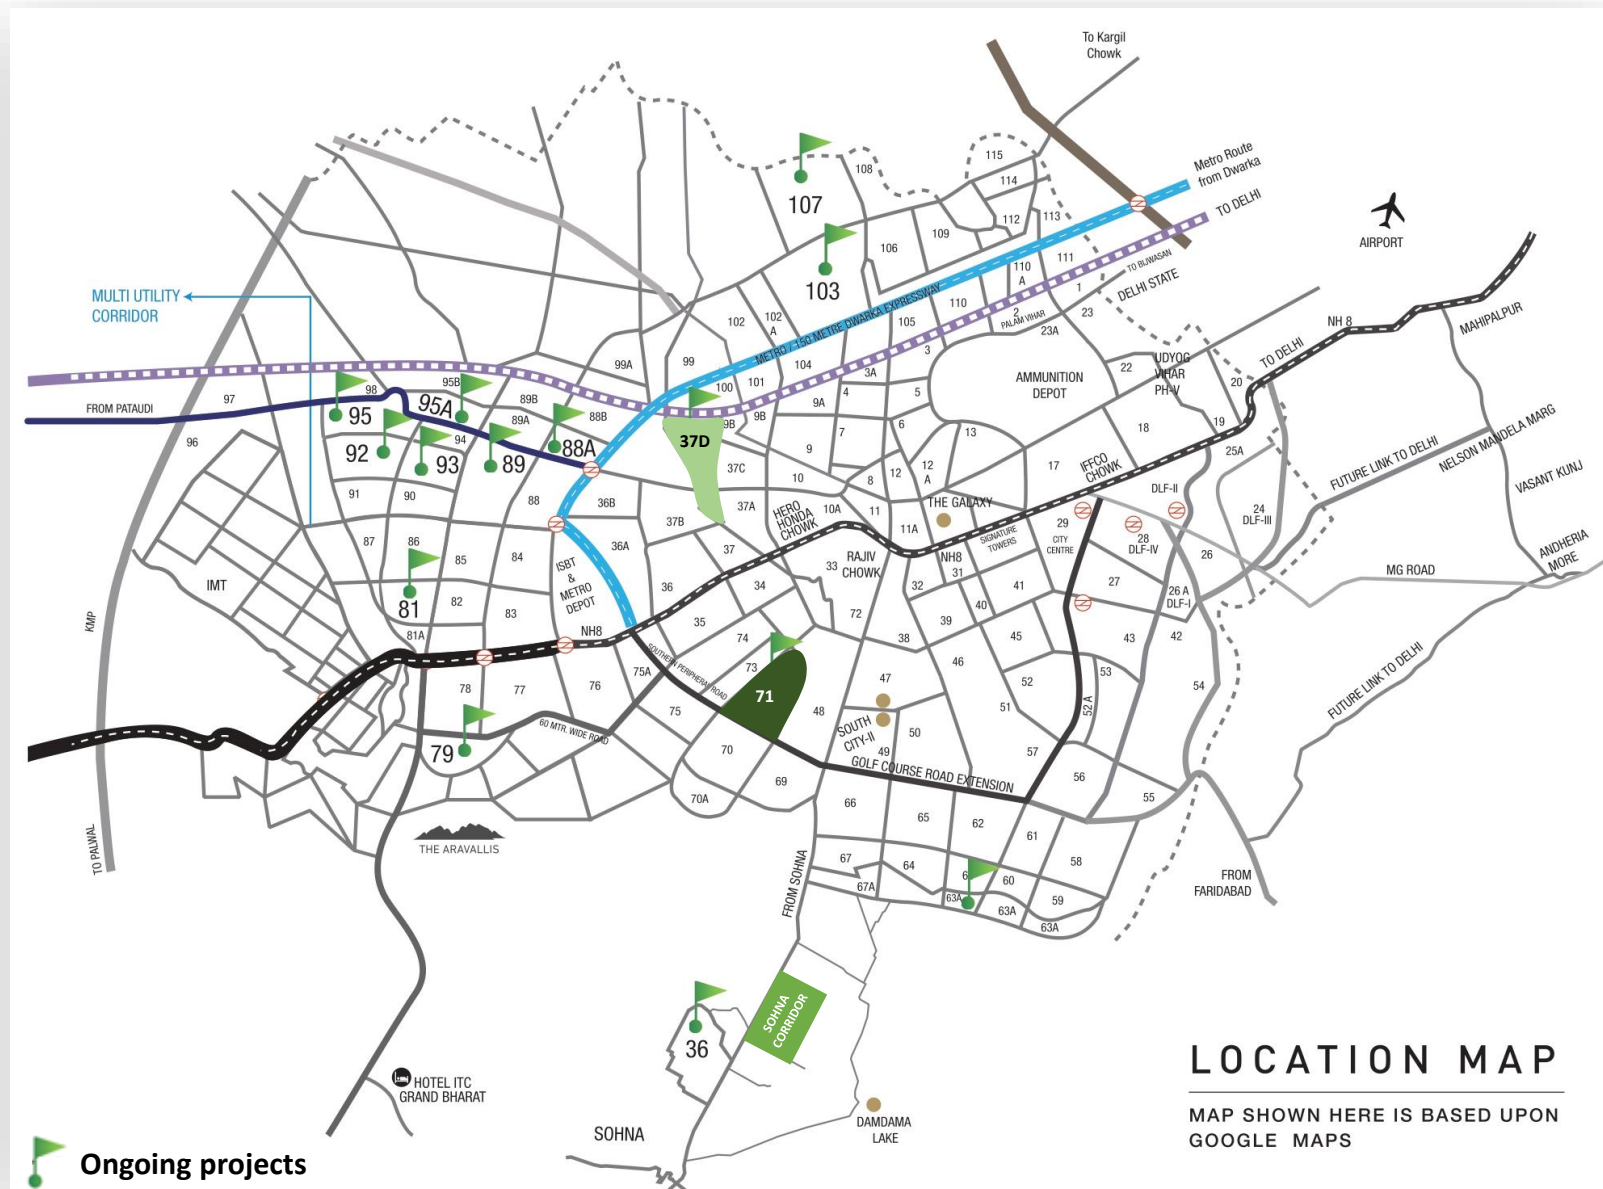 To Kargil
Chowk
Metro Route
from Dwarka
TO DELHI
AIRPORT
115
114
108
107
112
113
109
106
103
111
110
A
TO BIJWASAN
DELHI STATE
1
MULTI UTILITY
CORRIDOR
METRO / 150 METRE DWARKA EXPRESSWAY
110
2
PALAM VIHAR
23
23A
102
102
A
105
NH 8
MAHIPALPUR
TO DELHI
99A
99
104
3
3A
AMMUNITION
DEPOT
22
UDYOG
VIHAR
PH-V
20
FROM PATAUDI
97
98
95B
95
95A
89B
89A
88B
100
101
9A
4
5
9B
9B
19
18
96
92
93
94
89
88A
37D
37C
9
7
6
13
17
IFFCO
CHOWK
25A
FUTURE LINK TO DELHI
NELSON MANDELA MARG
VASANT KUNJ
91
90
88
36B
37B
37A
10
8
12
12
A
THE GALAXY
DLF-II
24
DLF-III
HERO
HONDA
CHOWK
10A
11
11A
SIGNATURE
TOWERS
29
CITY
CENTRE
28
DLF-IV
26
ANDHERIA
MORE
MG ROAD
87
86
85
84
36A
37
33
RAJIV
CHOWK
NH8
31
32
41
27
26 A
DLF-I
IMT
ISBT
&
METRO
DEPOT
36
34
81
82
83
35
72
40
39
38
KMP
81A
NH8
74
45
43
42
46
SOUTHERN PERIPHERAL ROAD
75A
73
71
47
52
53
54
78
77
76
75
48
51
52 A
FUTURE LINK TO DELHI
79
60 MTR. WIDE ROAD
SOUTH
CITY-II
49
50
57
70
69
GOLF COURSE ROAD EXTENSION
56
55
70A
66
65
62
61
THE ARAVALLIS
TO PALWAL
67
64
58
67A
60
63A
63A
59
63A
FROM
FARIDABAD
FROM SOHNA
SOHNA
CORRIDOR
36
HOTEL ITC
GRAND BHARAT
DAMDAMA
LAKE
SOHNA
LOCATION MAP
MAP SHOWN HERE IS BASED UPON
GOOGLE MAPS
Ongoing projects